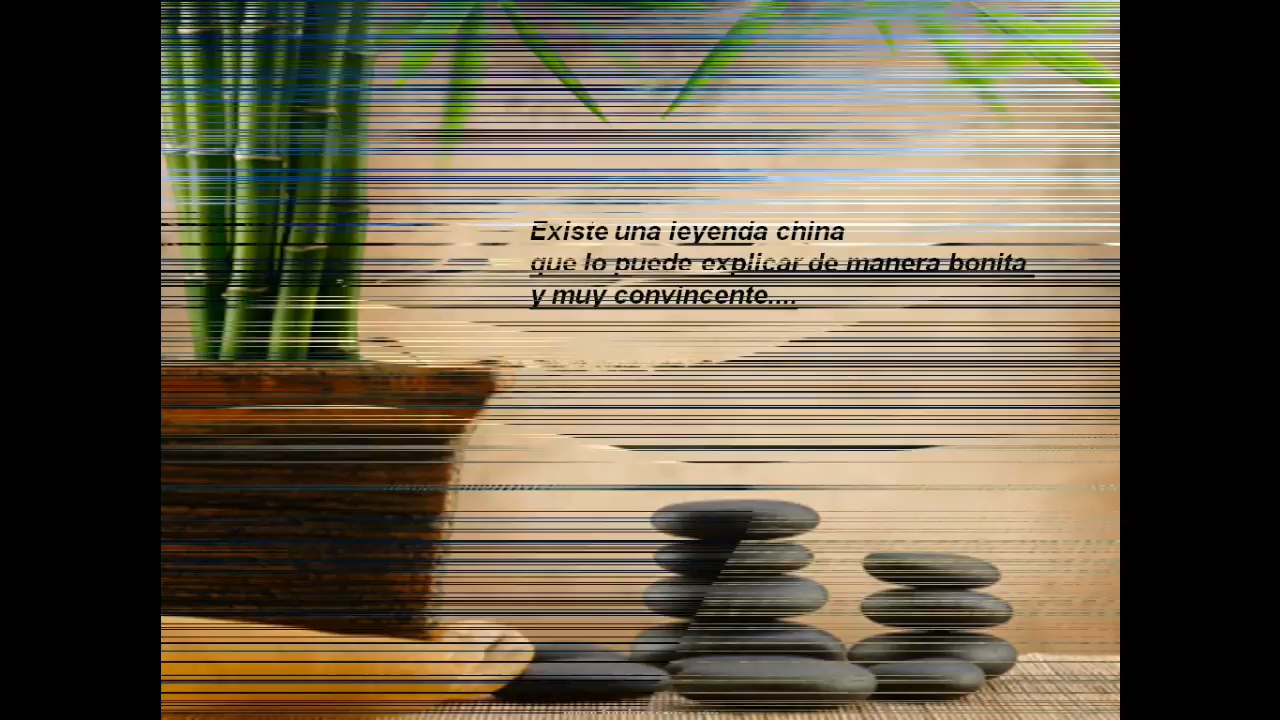 Existe una leyenda china
que lo puede explicar de manera bonita
y muy convincente....